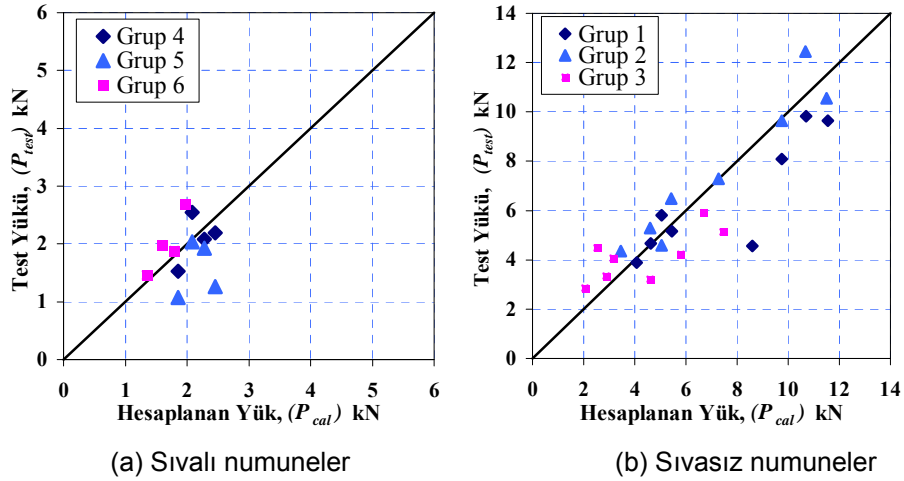 6
5
4
3
2
1
0
0 1 2 3 4 5 6
Grup 4
Grup 5
Grup 6
Test Yükü, (P_test) kN
Hesaplanan Yük, (P_cal) kN
(a) Sıvalı numuneler
14
12
10
8
6
4
2
0
0 2 4 6 8 10 12 14
Grup 1
Grup 2
Grup 3
Test Yükü, (P_test) kN
Hesaplanan Yük, (P_cal) kN
(b) Sıvasız numuneler